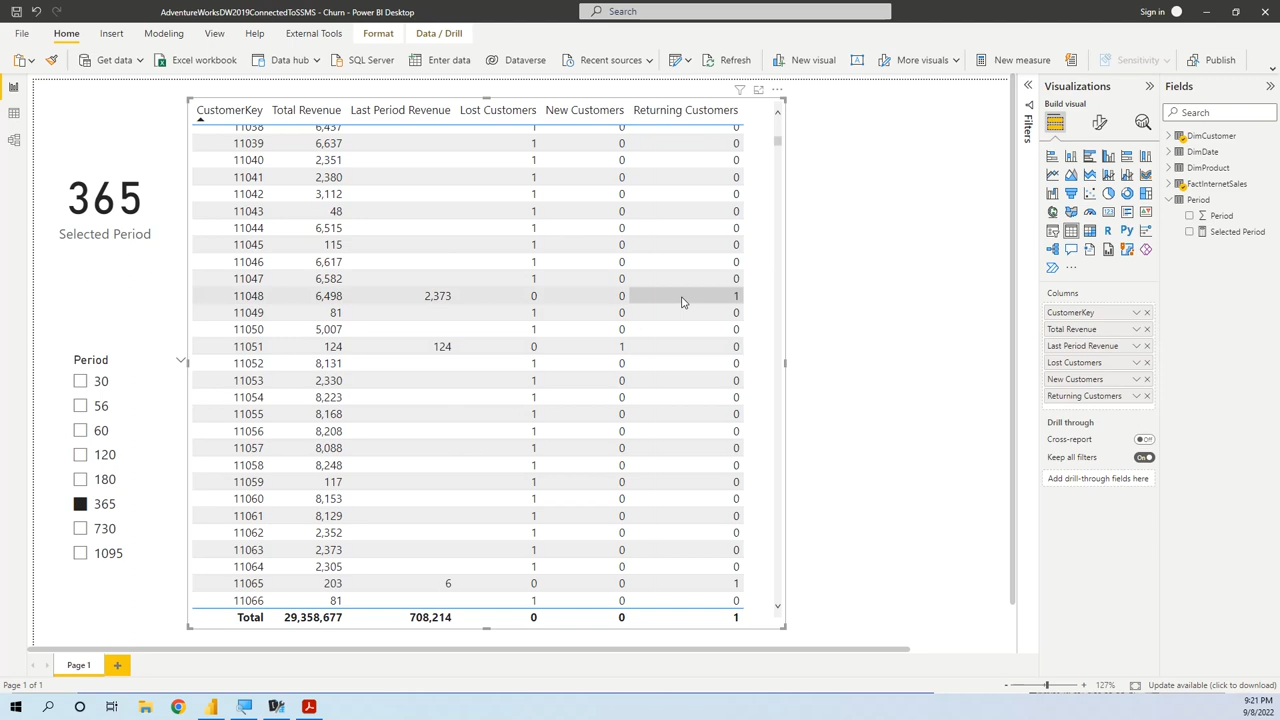 AdventureWorksDW2019ConnectedToSSMS - Churn - Power BI Desktop
Search
Sign in
File Home Insert Modeling View Help External Tools Format Data / Drill
Get data Excel workbook Data hub SQL Server Enter data Dataverse Recent sources Refresh New visual More visuals New measure Sensitivity Publish
365
Selected Period
Period
30
56
60
120
180
365
730
1095
CustomerKey Total Revenue Last Period Revenue Lost Customers New Customers Returning Customers
11038 6,437 1 0 0
11039 6,637 1 0 0
11040 2,351 1 0 0
11041 2,380 1 0 0
11042 3,112 1 0 0
11043 48 1 0 0
11044 6,515 1 0 0
11045 115 1 0 0
11046 6,617 1 0 0
11047 6,582 1 0 0
11048 6,498 2,373 0 0 1
11049 81 1 0 0
11050 5,007 1 0 0
11051 124 124 0 1 0
11052 8,131 1 0 0
11053 2,330 1 0 0
11054 8,223 1 0 0
11055 8,168 1 0 0
11056 8,208 1 0 0
11057 8,088 1 0 0
11058 8,248 1 0 0
11059 117 1 0 0
11060 8,153 1 0 0
11061 8,129 1 0 0
11062 2,352 1 0 0
11063 2,373 1 0 0
11064 2,305 1 0 0
11065 203 6 0 0 1
11066 81 1 0 0
Total 29,358,677 708,214 0 0 1
Filters
Visualizations
Build visual
R
Py
Columns
CustomerKey
Total Revenue
Last Period Revenue
Lost Customers
New Customers
Returning Customers
Drill through
Cross-report Off
Keep all filters On
Add drill-through fields here
Fields
Search
DimCustomer
DimDate
DimProduct
FactInternetSales
Period
Period
Selected Period
Page 1
Page 1 of 1
127%
Update available (click to download)
9:21 PM
9/8/2022